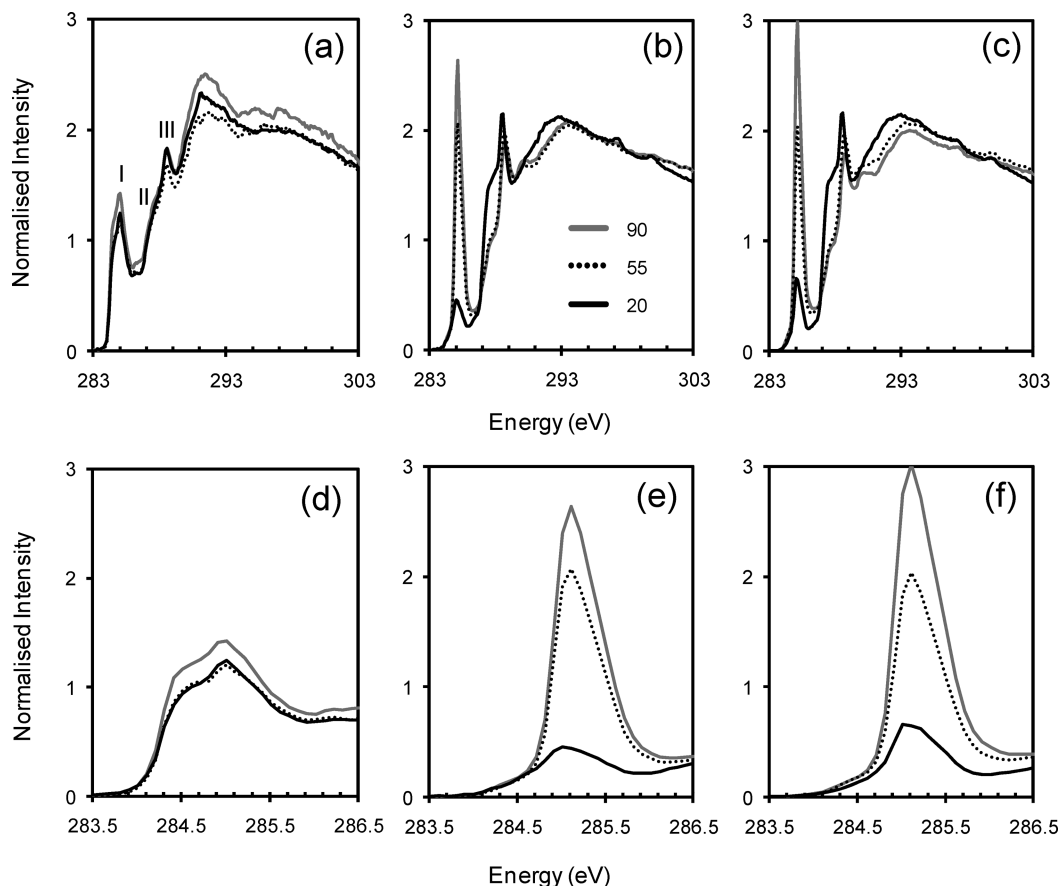 3 3 3
(a) (b) (c)
Normalised Intensity
2 2 2
I II III
1 1 1
90
55
20
0 0 0
283 293 303 283 293 303 283 293 303
Energy (eV)
3 3 3
(d) (e) (f)
Normalised Intensity
2 2 2
1 1 1
0 0 0
283.5 284.5 285.5 286.5 283.5 284.5 285.5 286.5 283.5 284.5 285.5 286.5
Energy (eV)